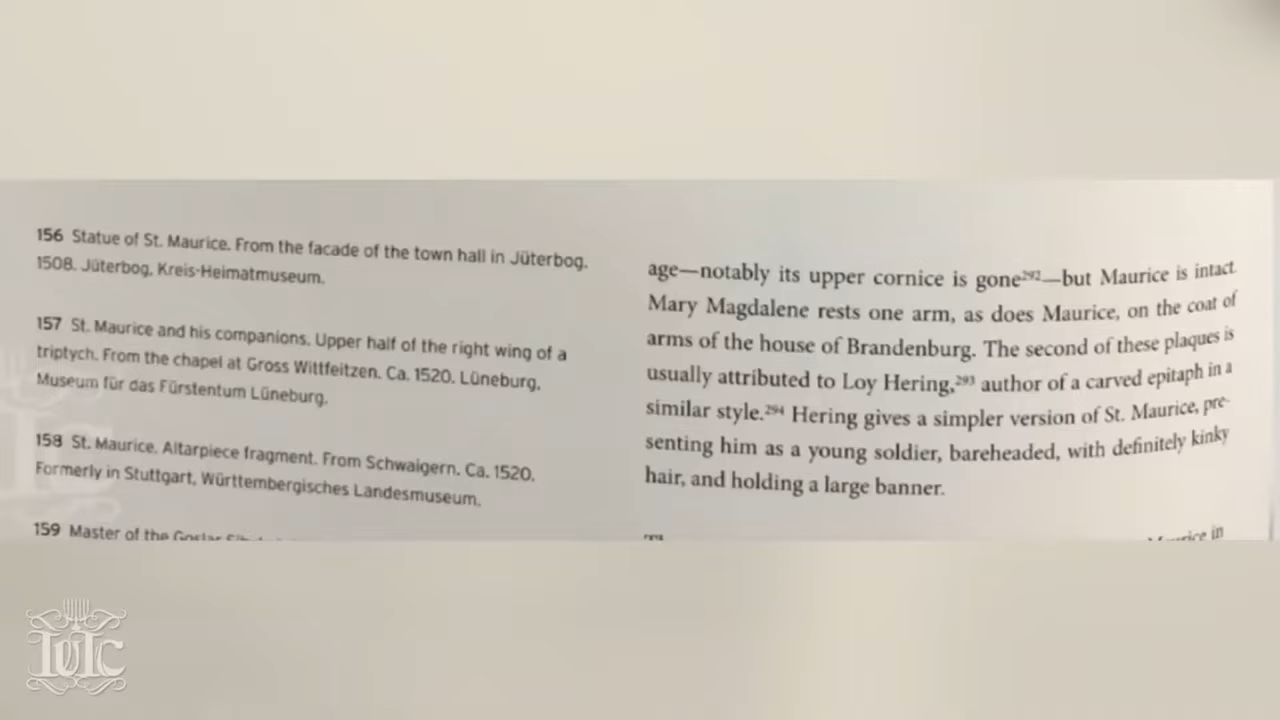 156 Statue of St. Maurice. From the facade of the town hall in Jüterbog.
1508. Jüterbog, Kreis-Heimatmuseum.
157 St. Maurice and his companions. Upper half of the right wing of a
triptych. From the chapel at Gross Wittfeitzen. Ca. 1520. Lüneburg,
Museum für das Fürstentum Lüneburg.
158 St. Maurice. Altarpiece fragment. From Schwaigern. Ca. 1520.
Formerly in Stuttgart, Württembergisches Landesmuseum.
159 Master of the Goslar
age—notably its upper cornice is gone²⁹²—but Maurice is intact
Mary Magdalene rests one arm, as does Maurice, on the coat of
arms of the house of Brandenburg. The second of these plaques is
usually attributed to Loy Hering,²⁹³ author of a carved epitaph in a
similar style.²⁹⁴ Hering gives a simpler version of St. Maurice, pre-
senting him as a young soldier, bareheaded, with definitely kinky
hair, and holding a large banner.
in
IUIC